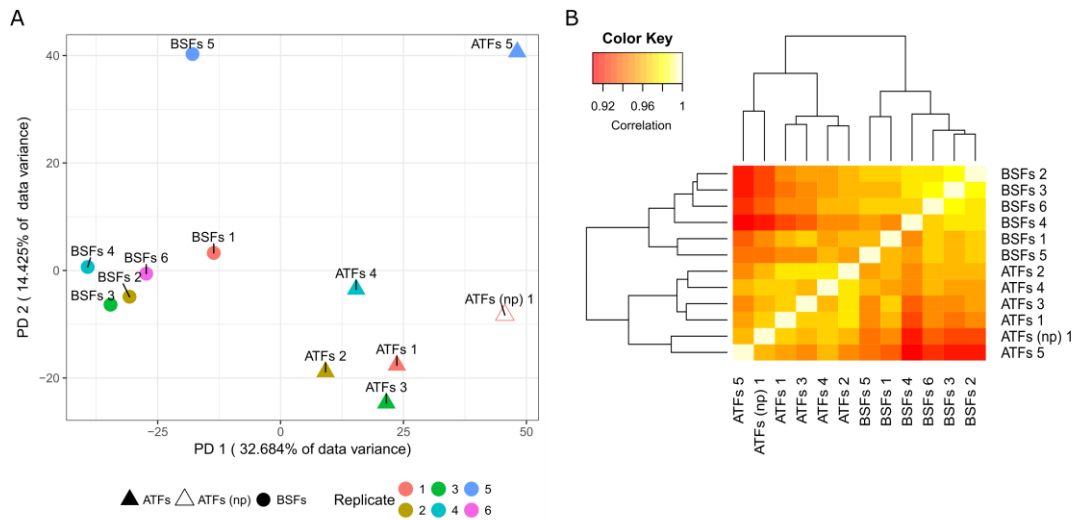 A
BSFs 5
ATFs 5
BSFs 4
BSFs 6
BSFs 1
BSFs 2
BSFs 3
ATFs 4
ATFs (np) 1
ATFs 2
ATFs 1
ATFs 3
40
20
0
−20
−25
0
25
50
PD 2 ( 14.425% of data variance)
PD 1 ( 32.684% of data variance)
ATFs ATFs (np) BSFs
Replicate
1 3 5
2 4 6
B
Color Key
0.92 0.96 1
Correlation
BSFs 2
BSFs 3
BSFs 6
BSFs 4
BSFs 1
BSFs 5
ATFs 2
ATFs 4
ATFs 3
ATFs 1
ATFs (np) 1
ATFs 5
ATFs 5
ATFs (np) 1
ATFs 1
ATFs 3
ATFs 4
ATFs 2
BSFs 5
BSFs 1
BSFs 4
BSFs 6
BSFs 3
BSFs 2